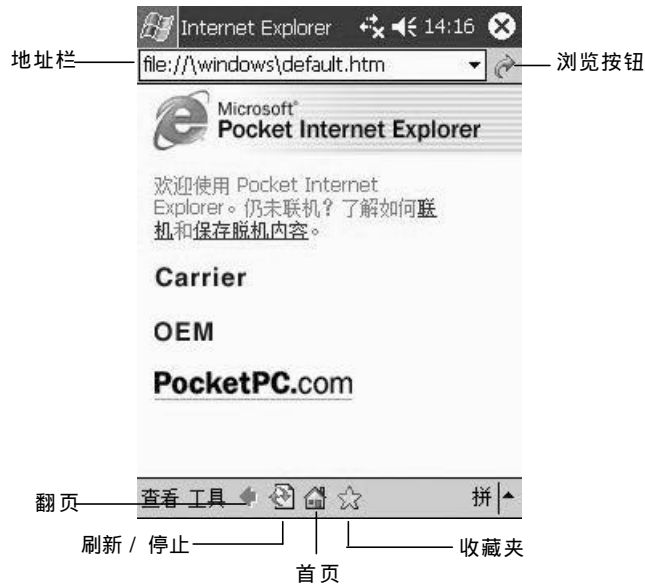 Internet Explorer 14:16
地址栏
file://\windows\default.htm
浏览按钮
Microsoft®
Pocket Internet Explorer
欢迎使用 Pocket Internet
Explorer。仍未联机？了解如何联
机和保存脱机内容。
Carrier
OEM
PocketPC.com
翻页
查看 工具
拼
刷新 / 停止
收藏夹
首页